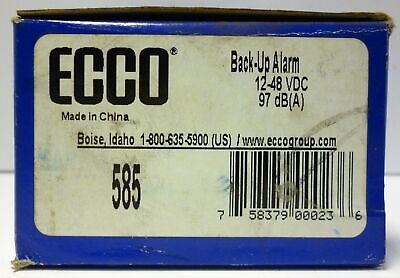 ECCO®
Back-Up Alarm
12-48 VDC
97 dB(A)
Made in China
Boise, Idaho 1-800-635-5900 (US) / www.eccogroup.com
585
7 58379 00023 6